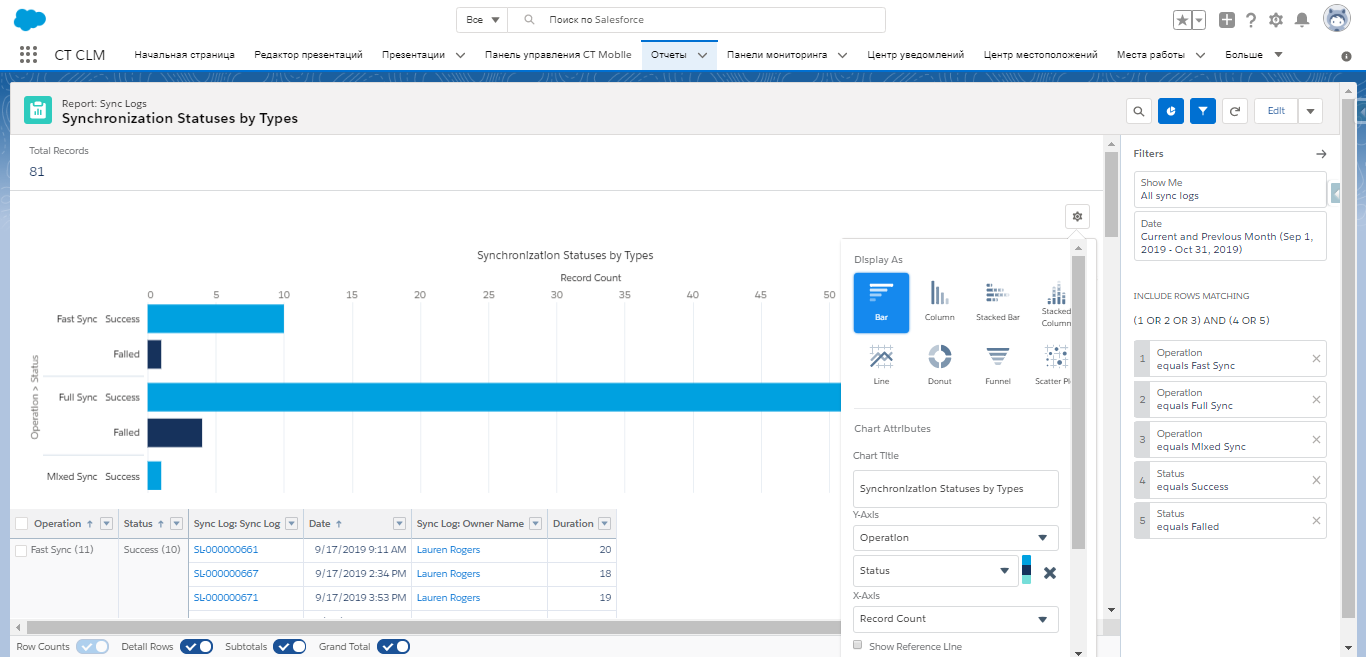 Все
Поиск по Salesforce
CT CLM
Начальная страница
Редактор презентаций
Презентации
Панель управления CT Mobile
Отчеты
Панели мониторинга
Центр уведомлений
Центр местоположений
Места работы
Больше
Report: Sync Logs
Synchronization Statuses by Types
Edit
Total Records
81
Synchronization Statuses by Types
Record Count
0 5 10 15 20 25 30 35 40 45 50
Operation > Status
Fast Sync Success
Failed
Full Sync Success
Failed
Mixed Sync Success
Operation Status Sync Log: Sync Log Date Sync Log: Owner Name Duration
Fast Sync (11) Success (10) SL-000000661 9/17/2019 9:11 AM Lauren Rogers 20
SL-000000667 9/17/2019 2:34 PM Lauren Rogers 18
SL-000000671 9/17/2019 3:53 PM Lauren Rogers 19
Row Counts Detail Rows Subtotals Grand Total
Display As
Bar
Column
Stacked Bar
Stacked
Column
Line
Donut
Funnel
Scatter Pl
Chart Attributes
Chart Title
Synchronization Statuses by Types
Y-Axis
Operation
Status
X-Axis
Record Count
Show Reference Line
Filters
Show Me
All sync logs
Date
Current and Previous Month (Sep 1,
2019 - Oct 31, 2019)
INCLUDE ROWS MATCHING
(1 OR 2 OR 3) AND (4 OR 5)
1 Operation
equals Fast Sync
2 Operation
equals Full Sync
3 Operation
equals Mixed Sync
4 Status
equals Success
5 Status
equals Failed